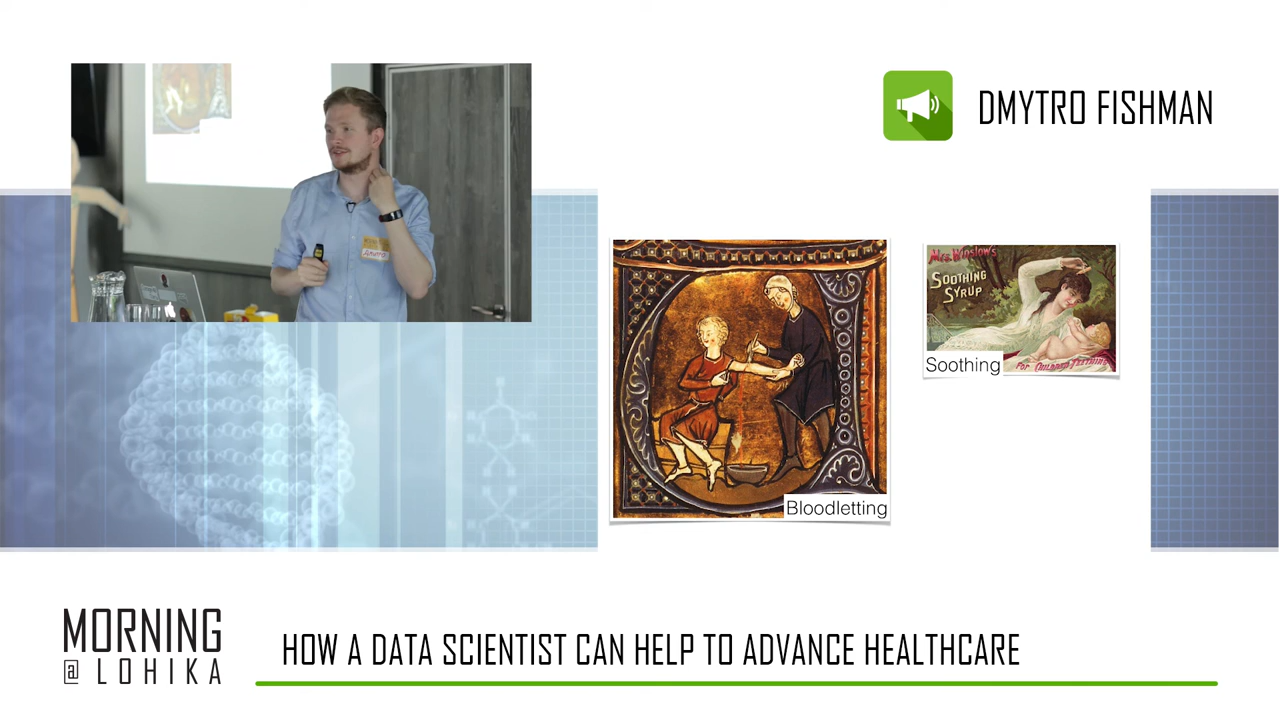 DMYTRO FISHMAN
Mrs. Winslow's
SOOTHING
SYRUP
Soothing
FOR CHILDREN TEETHING
Bloodletting
Dmytro
MORNING
@ LOHIKA
HOW A DATA SCIENTIST CAN HELP TO ADVANCE HEALTHCARE